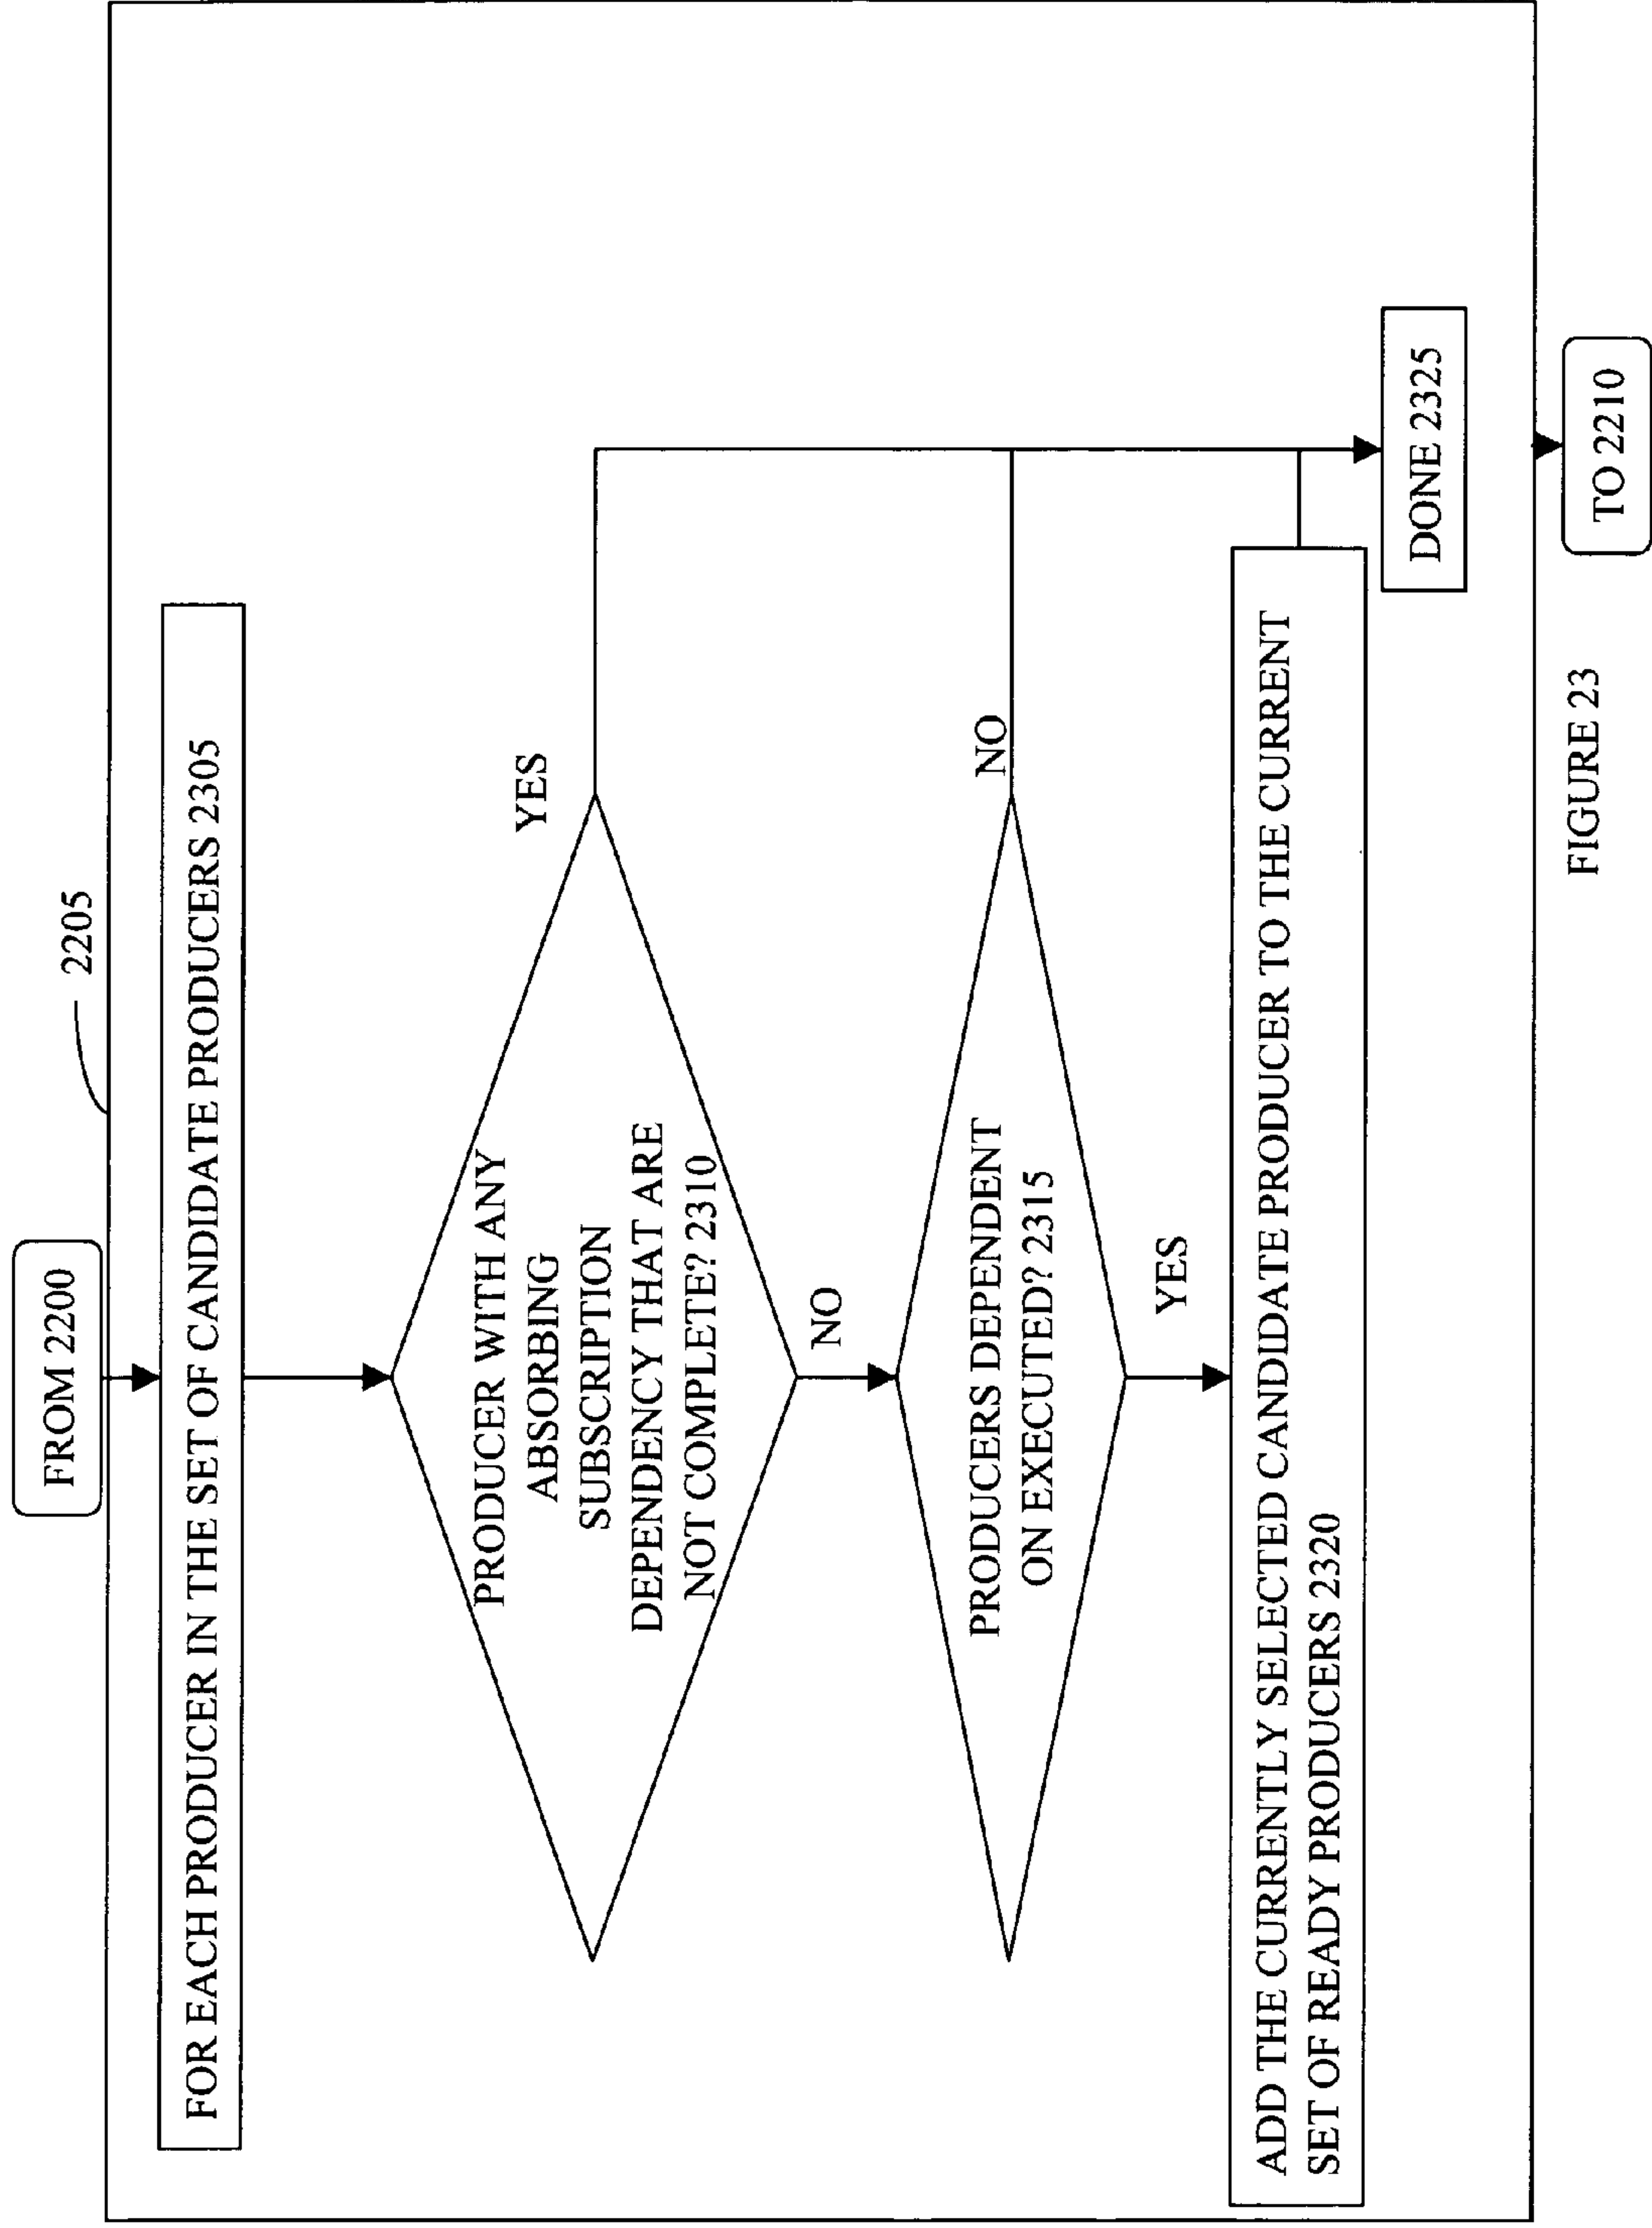 FROM 2200
2205
FOR EACH PRODUCER IN THE SET OF CANDIDATE PRODUCERS 2305
PRODUCER WITH ANY
ABSORBING
SUBSCRIPTION
DEPENDENCY THAT ARE
NOT COMPLETE? 2310
YES
NO
PRODUCERS DEPENDENT
ON EXECUTED? 2315
NO
YES
ADD THE CURRENTLY SELECTED CANDIDATE PRODUCER TO THE CURRENT
SET OF READY PRODUCERS 2320
DONE 2325
TO 2210
FIGURE 23